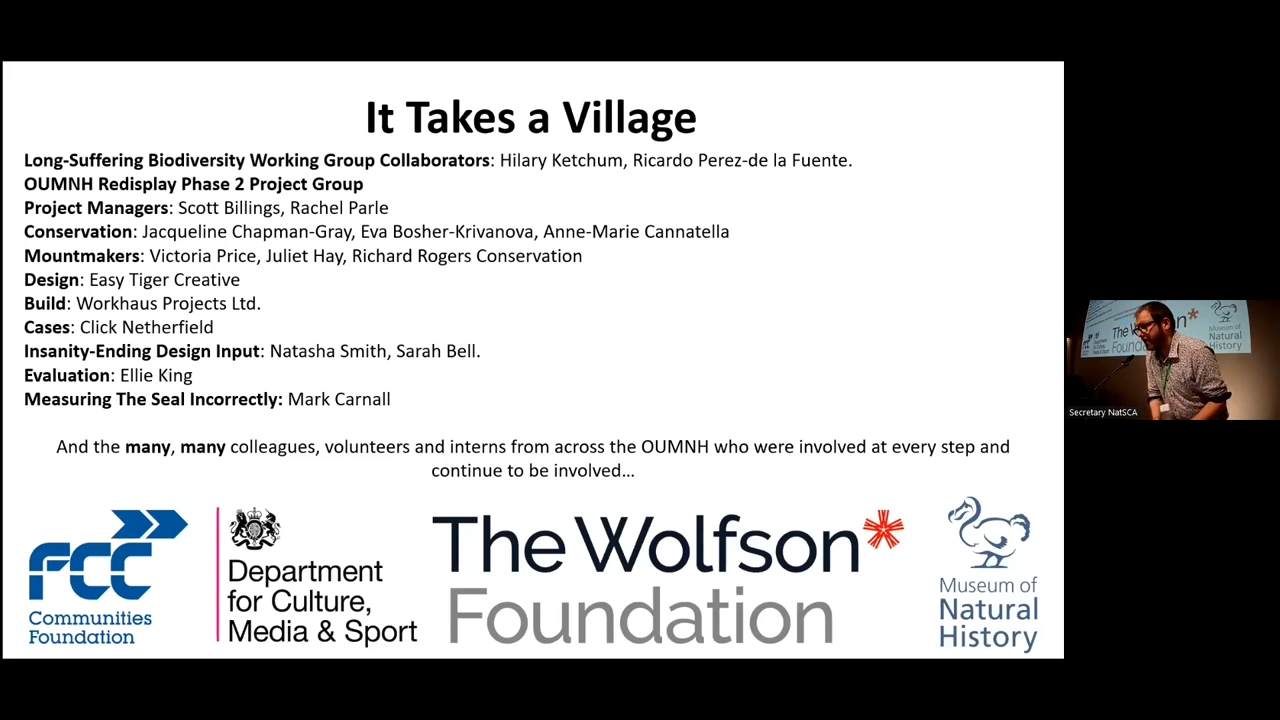 It Takes a Village
Long-Suffering Biodiversity Working Group Collaborators: Hilary Ketchum, Ricardo Perez-de la Fuente.
OUMNH Redisplay Phase 2 Project Group
Project Managers: Scott Billings, Rachel Parle
Conservation: Jacqueline Chapman-Gray, Eva Bosher-Krivanova, Anne-Marie Cannatella
Mountmakers: Victoria Price, Juliet Hay, Richard Rogers Conservation
Design: Easy Tiger Creative
Build: Workhaus Projects Ltd.
Cases: Click Netherfield
Insanity-Ending Design Input: Natasha Smith, Sarah Bell.
Evaluation: Ellie King
Measuring The Seal Incorrectly: Mark Carnall
And the many, many colleagues, volunteers and interns from across the OUMNH who were involved at every step and
continue to be involved…
FCC
Communities
Foundation
Department
for Culture,
Media & Sport
The Wolfson*
Foundation
Museum of
Natural
History
The W
Foundati
Museum of
Natural
History
Secretary NatSCA